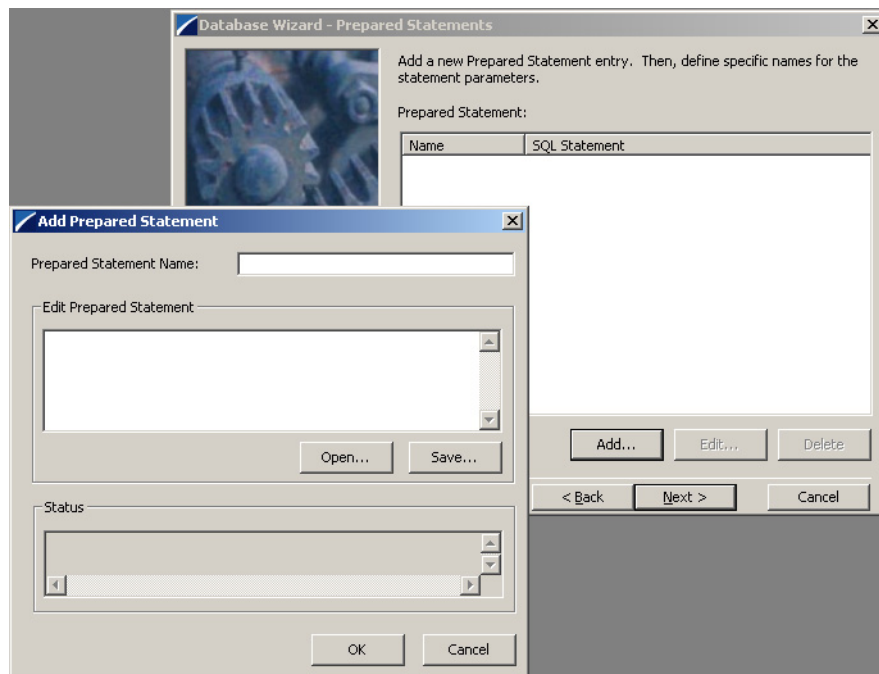 Database Wizard - Prepared Statements
Add a new Prepared Statement entry. Then, define specific names for the
statement parameters.
Prepared Statement:
Name SQL Statement
Add... Edit... Delete
< Back Next > Cancel
Add Prepared Statement
Prepared Statement Name:
Edit Prepared Statement
Open... Save...
Status
OK Cancel